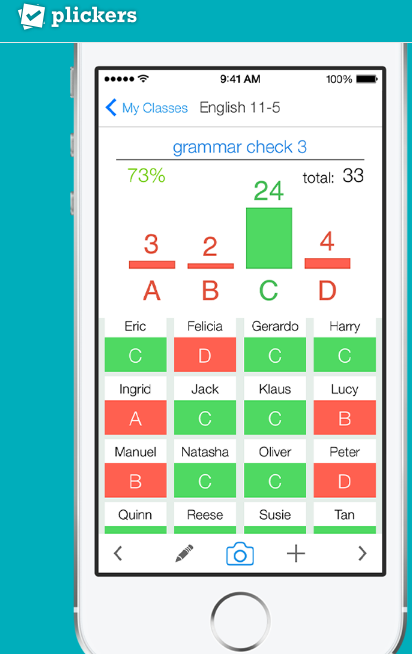 plickers
9:41 AM 100%
My Classes English 11-5
grammar check 3
73% total: 33
24
3 2 4
A B C D
Eric Felicia Gerardo Harry
C D C C
Ingrid Jack Klaus Lucy
A C C B
Manuel Natasha Oliver Peter
B C C D
Quinn Reese Susie Tan